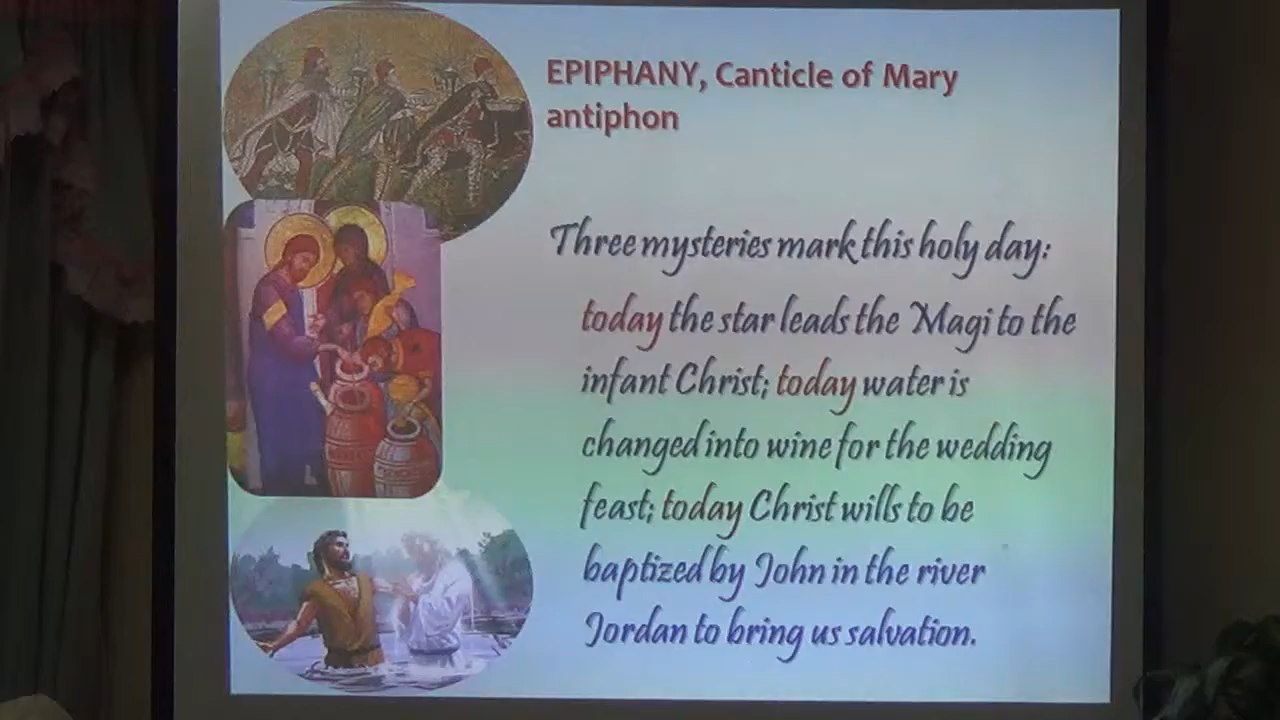 EPIPHANY, Canticle of Mary
antiphon
Three mysteries mark this holy day:
today the star leads the Magi to the
infant Christ; today water is
changed into wine for the wedding
feast; today Christ wills to be
baptized by John in the river
Jordan to bring us salvation.